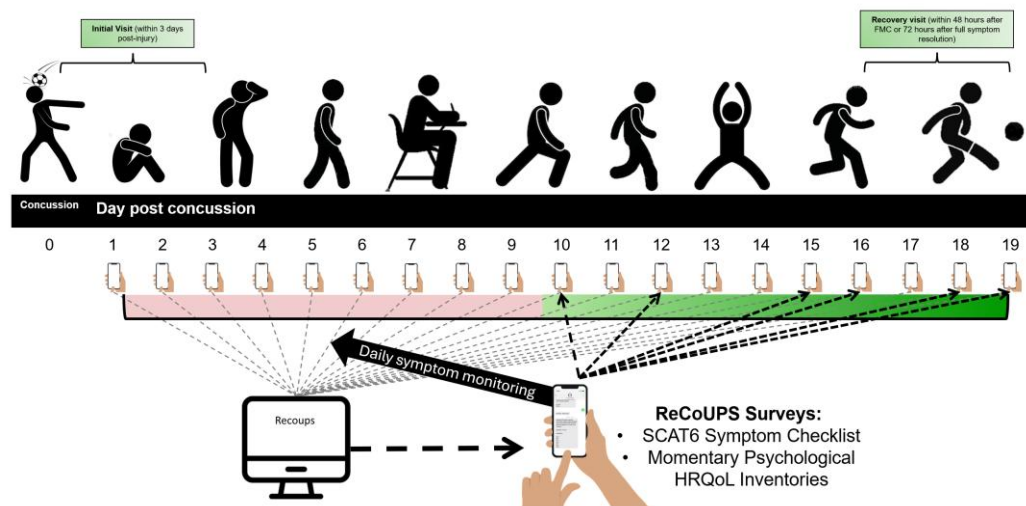 Initial Visit (within 3 days
post-injury)
Recovery visit (within 48 hours after
FMC or 72 hours after full symptom
resolution)
Concussion Day post concussion
0 1 2 3 4 5 6 7 8 9 10 11 12 13 14 15 16 17 18 19
Daily symptom monitoring
Recoups
ReCoUPS Surveys:
• SCAT6 Symptom Checklist
• Momentary Psychological
HRQoL Inventories